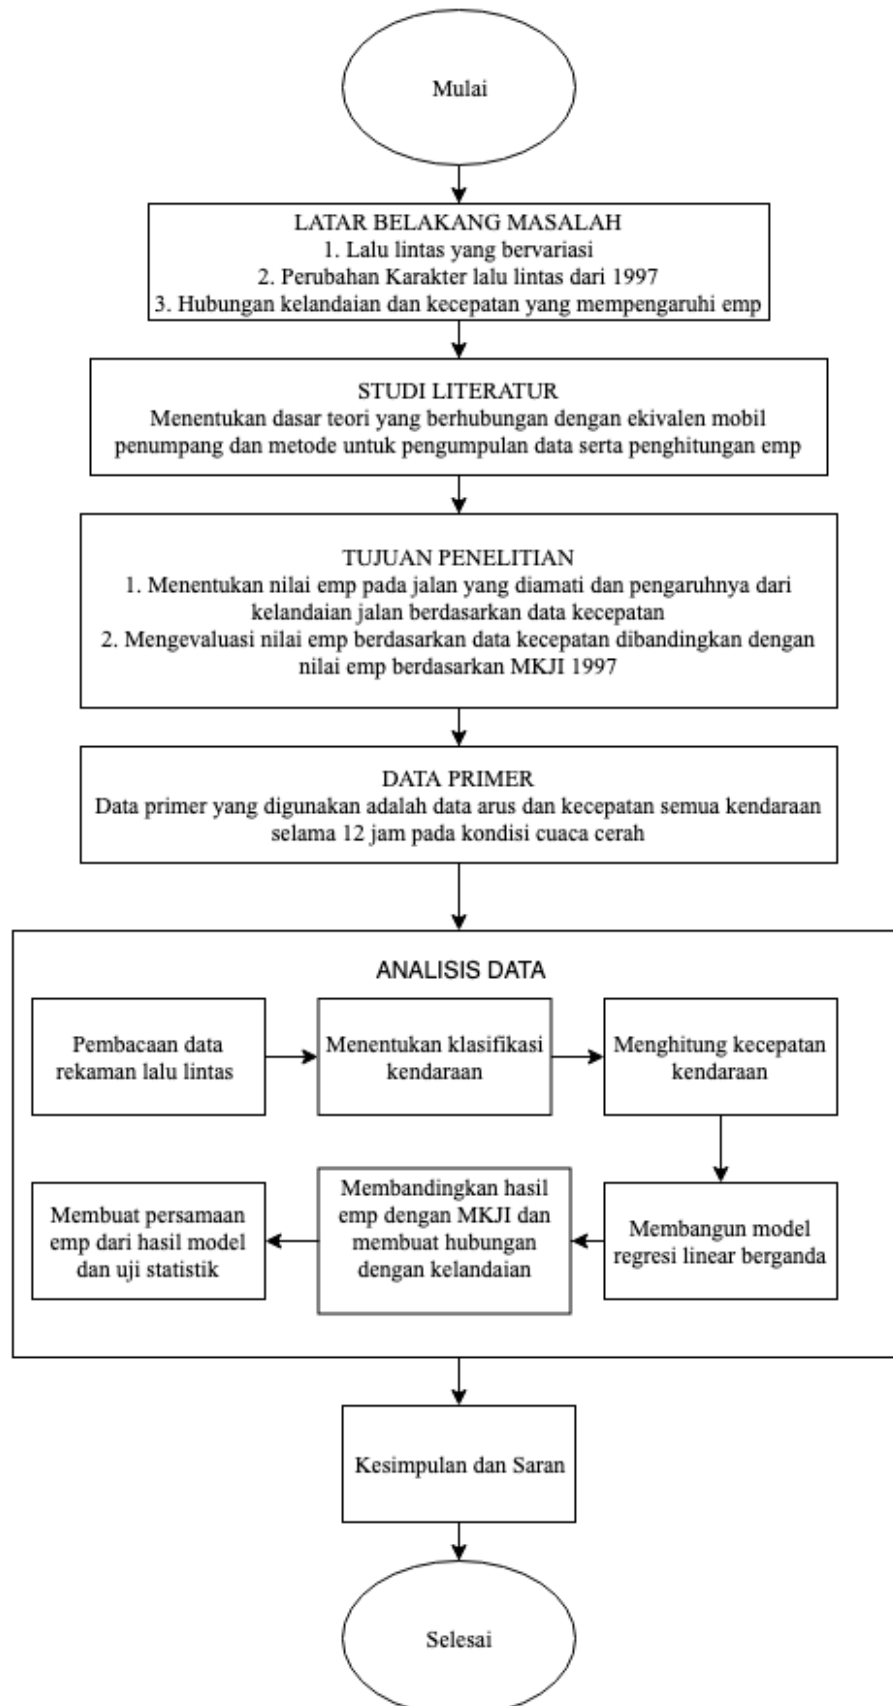 Mulai
LATAR BELAKANG MASALAH
1. Lalu lintas yang bervariasi
2. Perubahan Karakter lalu lintas dari 1997
3. Hubungan kelandaian dan kecepatan yang mempengaruhi emp
STUDI LITERATUR
Menentukan dasar teori yang berhubungan dengan ekivalen mobil
penumpang dan metode untuk pengumpulan data serta penghitungan emp
TUJUAN PENELITIAN
1. Menentukan nilai emp pada jalan yang diamati dan pengaruhnya dari
kelandaian jalan berdasarkan data kecepatan
2. Mengevaluasi nilai emp berdasarkan data kecepatan dibandingkan dengan
nilai emp berdasarkan MKJI 1997
DATA PRIMER
Data primer yang digunakan adalah data arus dan kecepatan semua kendaraan
selama 12 jam pada kondisi cuaca cerah
ANALISIS DATA
Pembacaan data
rekaman lalu lintas
Menentukan klasifikasi
kendaraan
Menghitung kecepatan
kendaraan
Membangun model
regresi linear berganda
Membandingkan hasil
emp dengan MKJI dan
membuat hubungan
dengan kelandaian
Membuat persamaan
emp dari hasil model
dan uji statistik
Kesimpulan dan Saran
Selesai